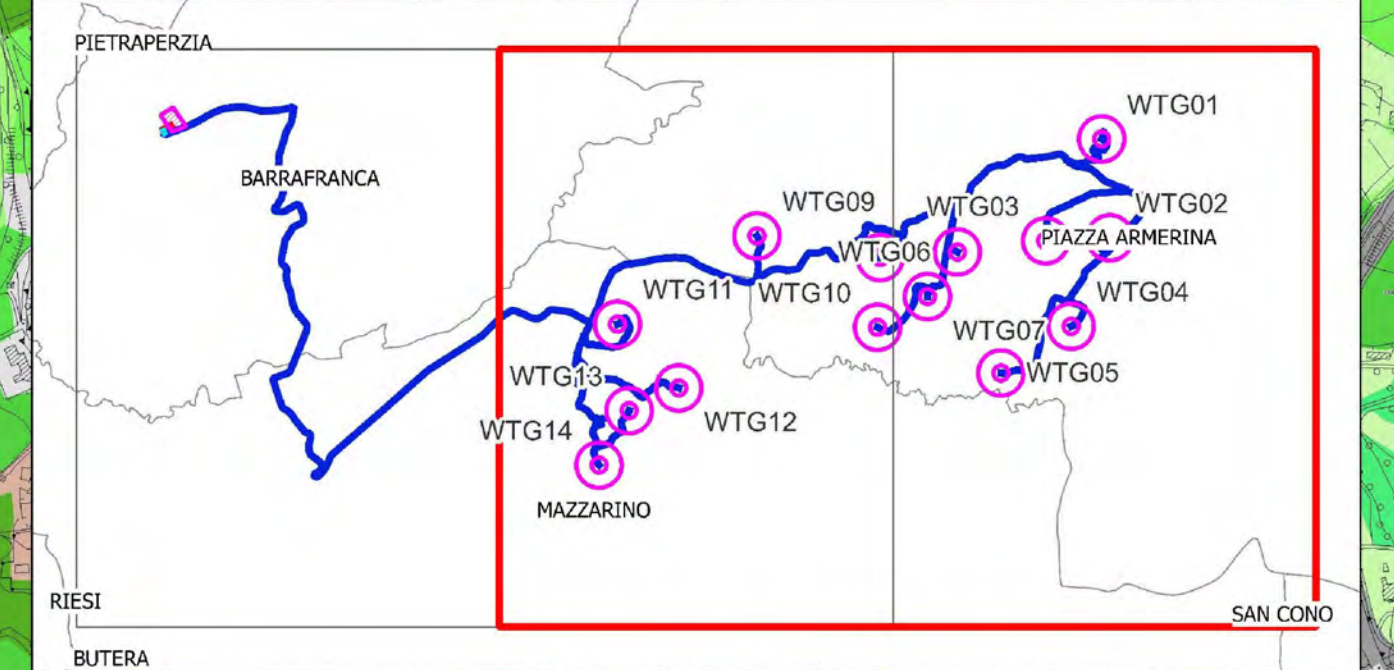 PIETRAPERZIA
WTG01
BARRAFRANCA
WTG09
WTG03
WTG02
PIAZZA ARMERINA
WTG06
WTG11
WTG10
WTG04
WTG07
WTG13
WTG05
WTG14
WTG12
MAZZARINO
RIESI
SAN CONO
BUTERA